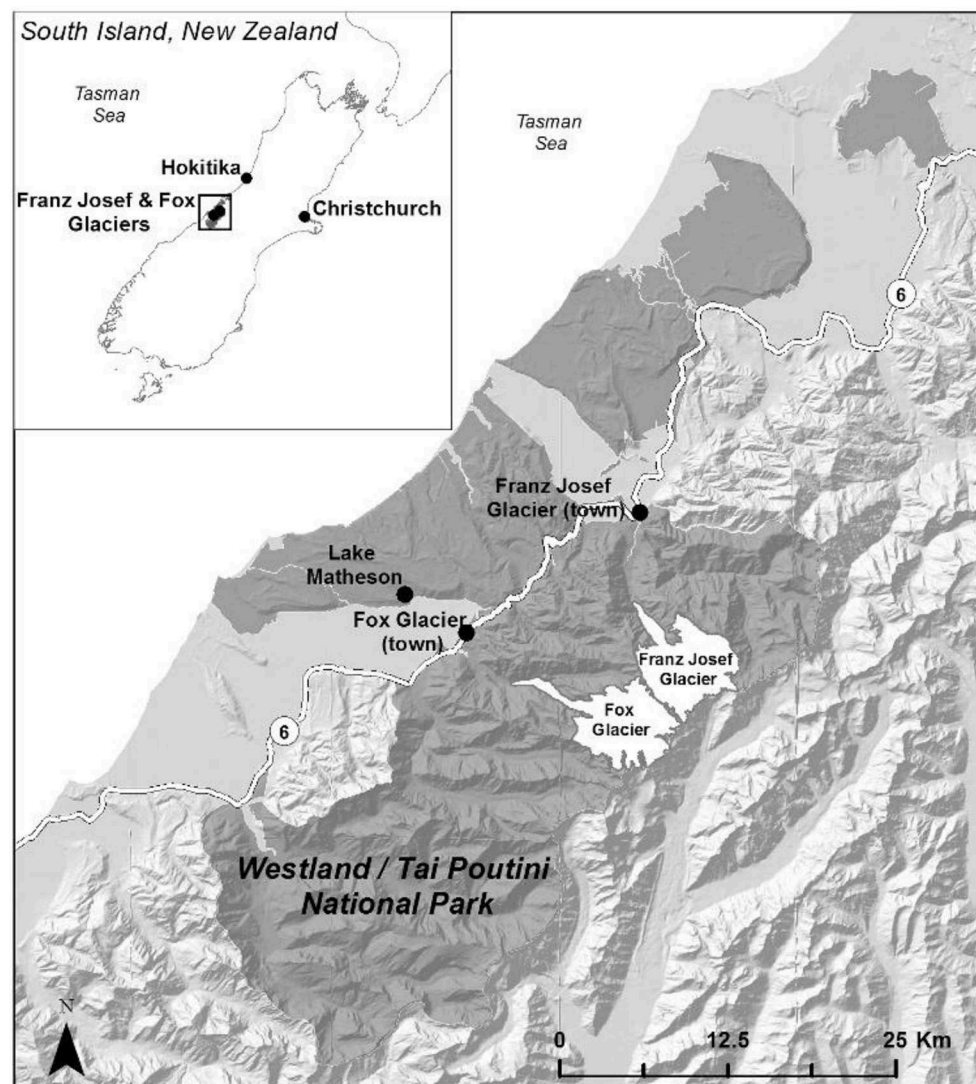 South Island, New Zealand
Tasman
Sea
Hokitika
Franz Josef & Fox
Glaciers
Christchurch
Tasman
Sea
6
Franz Josef
Glacier (town)
Lake
Matheson
Fox Glacier
(town)
Franz Josef
Glacier
Fox
Glacier
6
Westland / Tai Poutini
National Park
N
0 12.5 25 Km